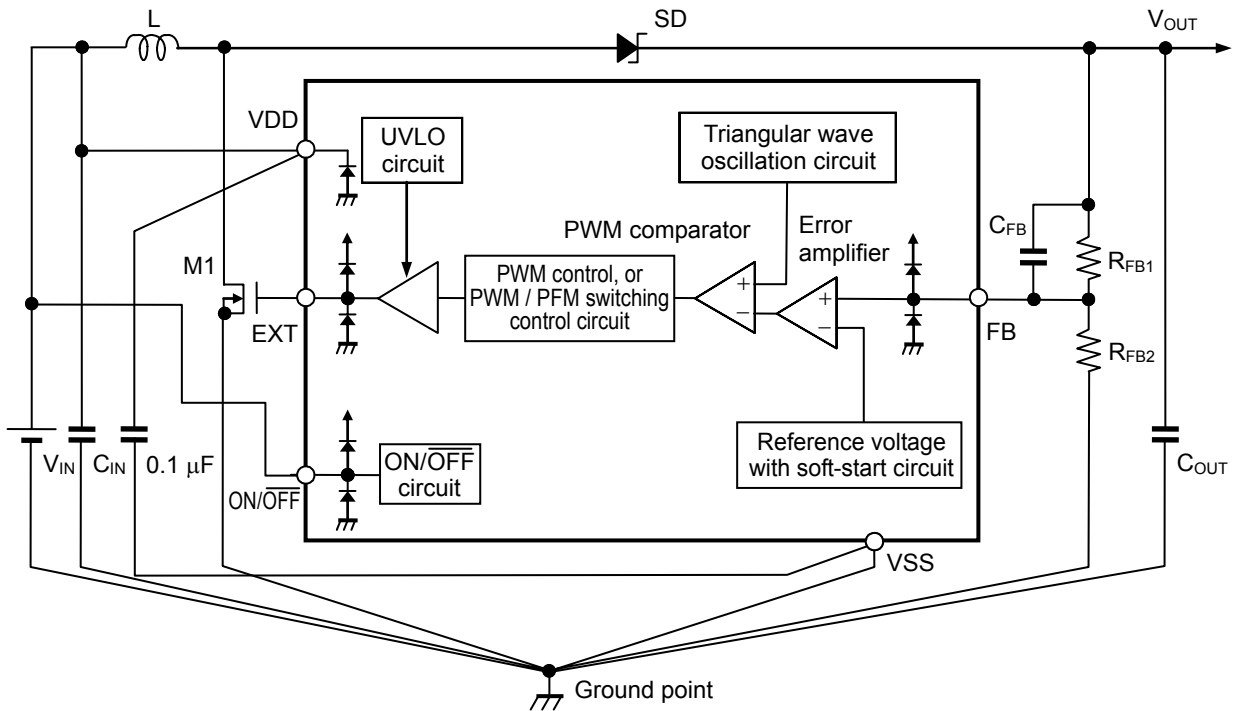 L
SD
VOUT
VDD
UVLO
circuit
Triangular wave
oscillation circuit
PWM comparator
Error
amplifier
CFB
RFB1
M1
PWM control, or
PWM / PFM switching
control circuit
+
−
+
−
EXT
FB
RFB2
VIN
CIN
0.1 μF
ON/O̅F̅F̅
ON/O̅F̅F̅
circuit
Reference voltage
with soft-start circuit
COUT
VSS
Ground point